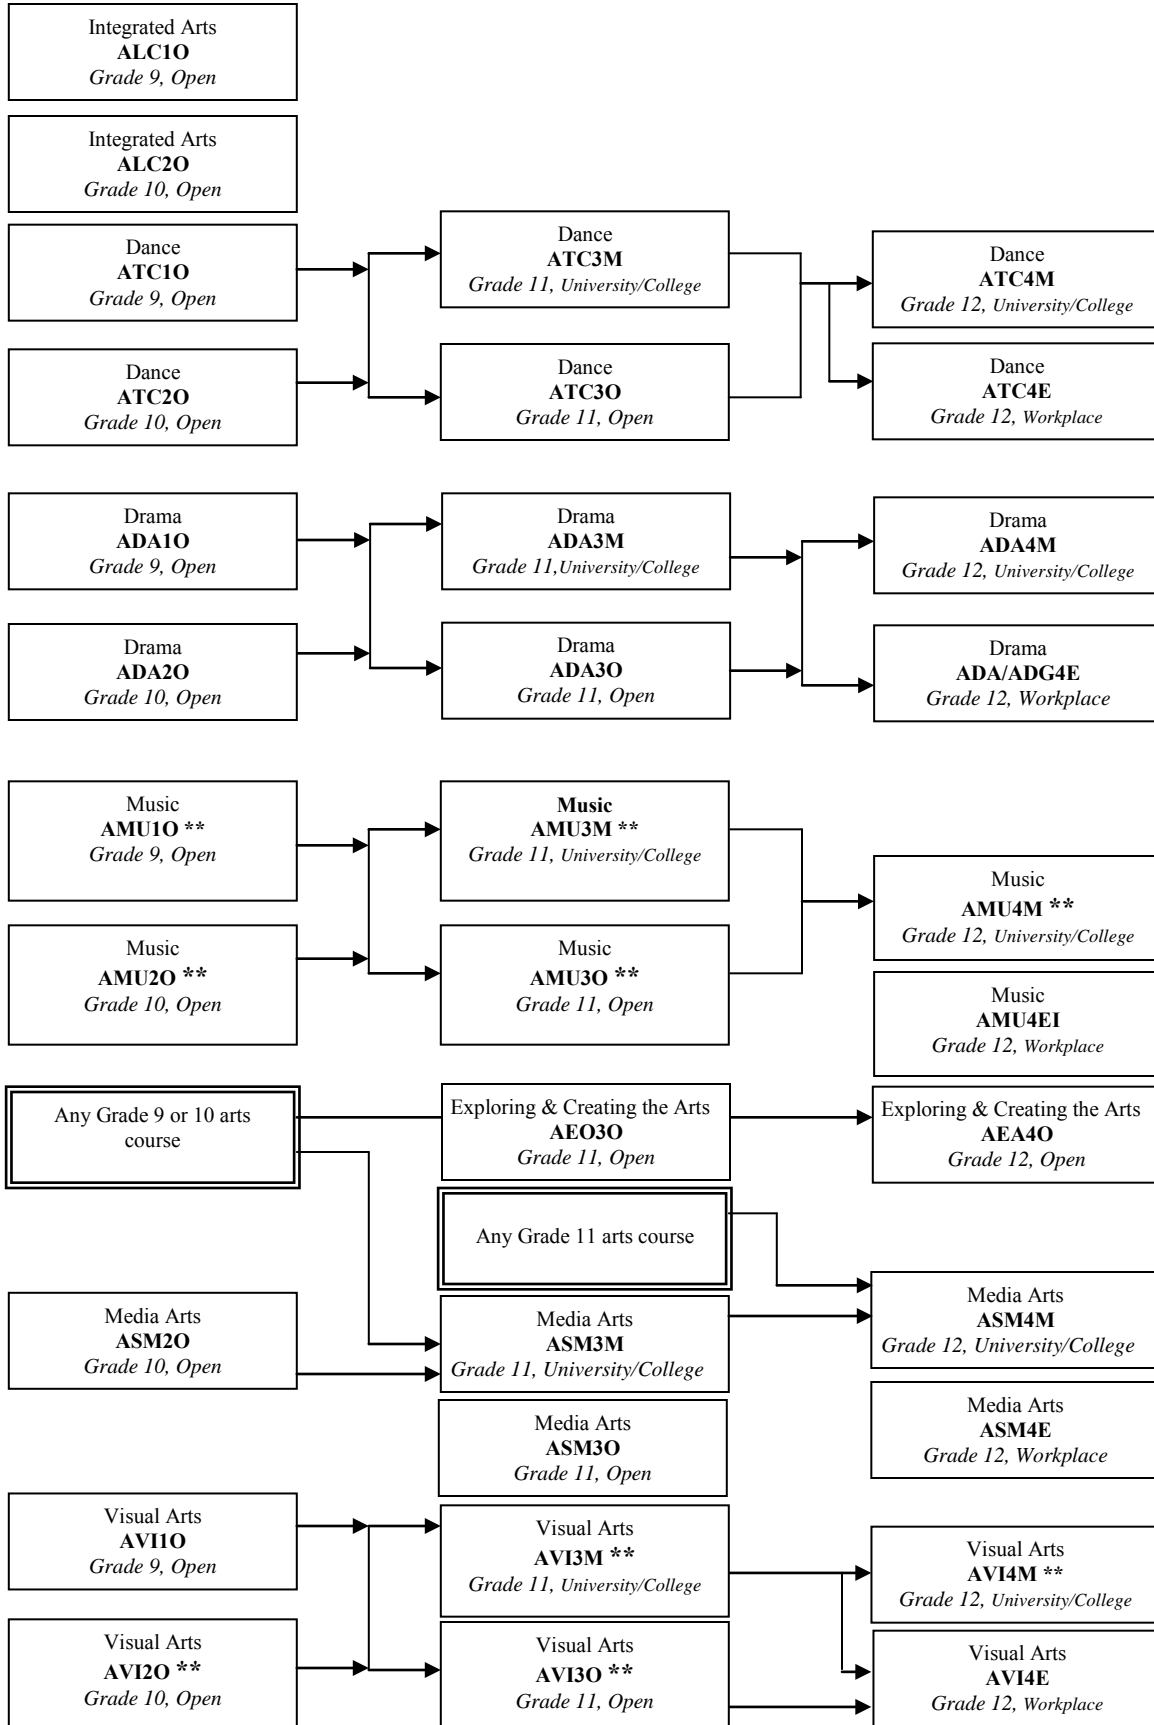 Integrated Arts
ALC1O
Grade 9, Open
Integrated Arts
ALC2O
Grade 10, Open
Dance
ATC1O
Grade 9, Open
Dance
ATC3M
Grade 11, University/College
Dance
ATC4M
Grade 12, University/College
Dance
ATC2O
Grade 10, Open
Dance
ATC3O
Grade 11, Open
Dance
ATC4E
Grade 12, Workplace
Drama
ADA1O
Grade 9, Open
Drama
ADA3M
Grade 11,University/College
Drama
ADA4M
Grade 12, University/College
Drama
ADA2O
Grade 10, Open
Drama
ADA3O
Grade 11, Open
Drama
ADA/ADG4E
Grade 12, Workplace
Music
AMU1O **
Grade 9, Open
Music
AMU3M **
Grade 11, University/College
Music
AMU4M **
Grade 12, University/College
Music
AMU2O **
Grade 10, Open
Music
AMU3O **
Grade 11, Open
Music
AMU4EI
Grade 12, Workplace
Any Grade 9 or 10 arts
course
Exploring & Creating the Arts
AEO3O
Grade 11, Open
Exploring & Creating the Arts
AEA4O
Grade 12, Open
Any Grade 11 arts course
Media Arts
ASM2O
Grade 10, Open
Media Arts
ASM3M
Grade 11, University/College
Media Arts
ASM4M
Grade 12, University/College
Media Arts
ASM3O
Grade 11, Open
Media Arts
ASM4E
Grade 12, Workplace
Visual Arts
AVI1O
Grade 9, Open
Visual Arts
AVI3M **
Grade 11, University/College
Visual Arts
AVI4M **
Grade 12, University/College
Visual Arts
AVI2O **
Grade 10, Open
Visual Arts
AVI3O **
Grade 11, Open
Visual Arts
AVI4E
Grade 12, Workplace